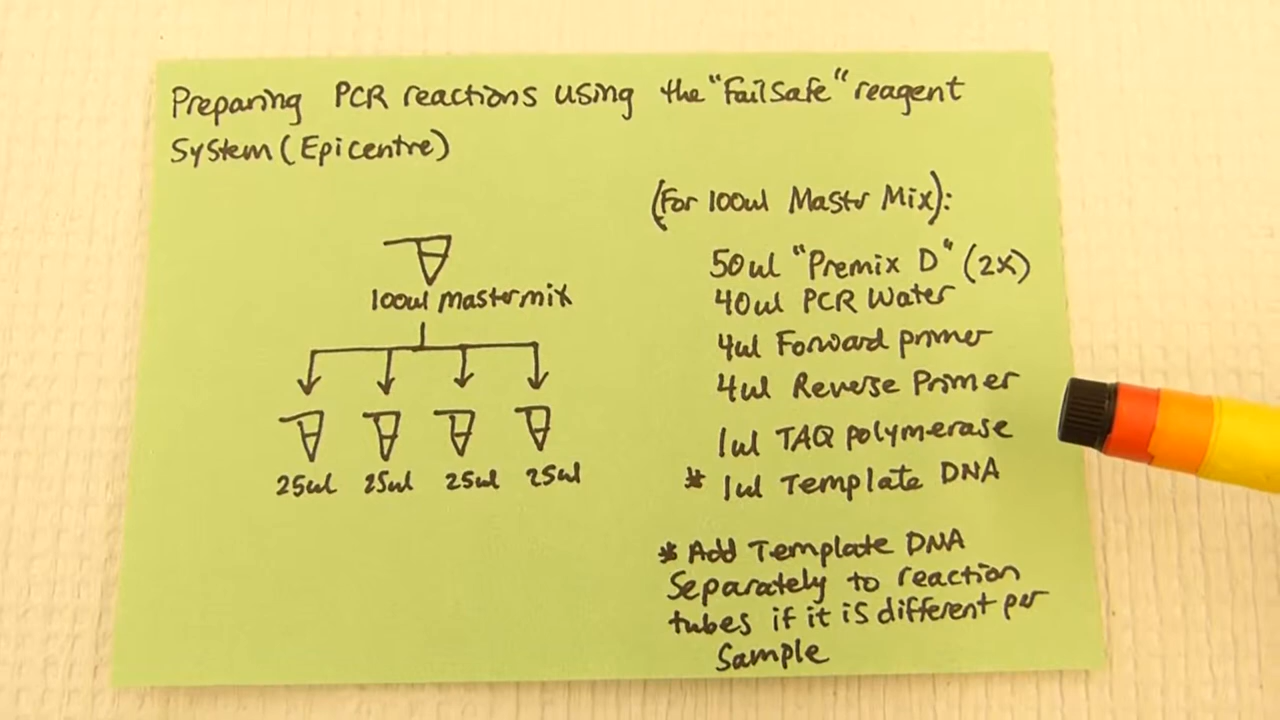 Preparing PCR reactions using the "FailSafe" reagent
System (Epicentre)
100ul mastermix
25ul 25ul 25ul 25ul
(For 100ul Master Mix):
50ul "Premix D" (2x)
40ul PCR Water
4ul Forward primer
4ul Reverse Primer
1ul TAQ polymerase
* 1ul Template DNA
* Add Template DNA
Separately to reaction
tubes if it is different per
Sample